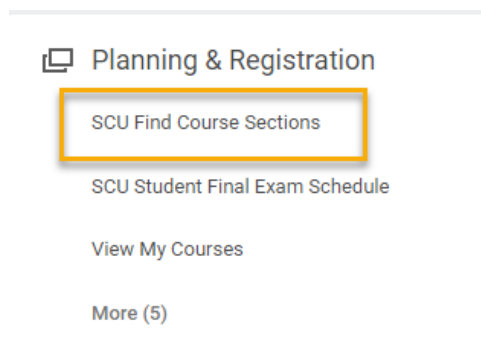 Planning & Registration
SCU Find Course Sections
SCU Student Final Exam Schedule
View My Courses
More (5)